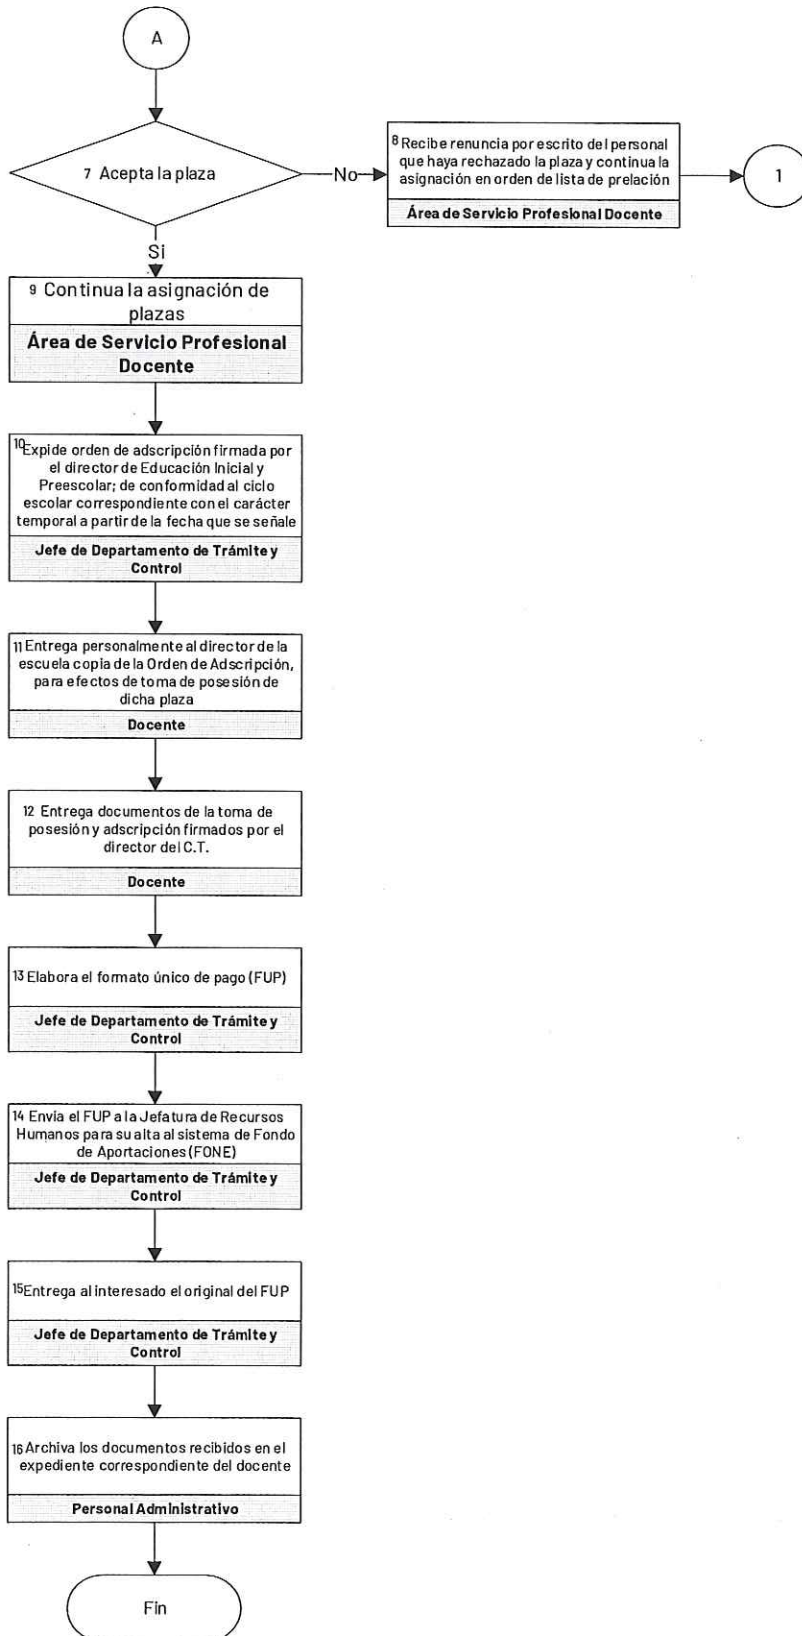 A
7 Acepta la plaza
No
8 Recibe renuncia por escrito del personal
que haya rechazado la plaza y continua la
asignación en orden de lista de prelación
Área de Servicio Profesional Docente
1
Si
9 Continua la asignación de
plazas
Área de Servicio Profesional
Docente
10 Expide orden de adscripción firmada por
el director de Educación Inicial y
Preescolar; de conformidad al ciclo
escolar correspondiente con el carácter
temporal a partir de la fecha que se señale
Jefe de Departamento de Trámite y
Control
11 Entrega personalmente al director de la
escuela copia de la Orden de Adscripción,
para efectos de toma de posesión de
dicha plaza
Docente
12 Entrega documentos de la toma de
posesión y adscripción firmados por el
director del C.T.
Docente
13 Elabora el formato único de pago (FUP)
Jefe de Departamento de Trámite y
Control
14 Envía el FUP a la Jefatura de Recursos
Humanos para su alta al sistema de Fondo
de Aportaciones (FONE)
Jefe de Departamento de Trámite y
Control
15 Entrega al interesado el original del FUP
Jefe de Departamento de Trámite y
Control
16 Archiva los documentos recibidos en el
expediente correspondiente del docente
Personal Administrativo
Fin